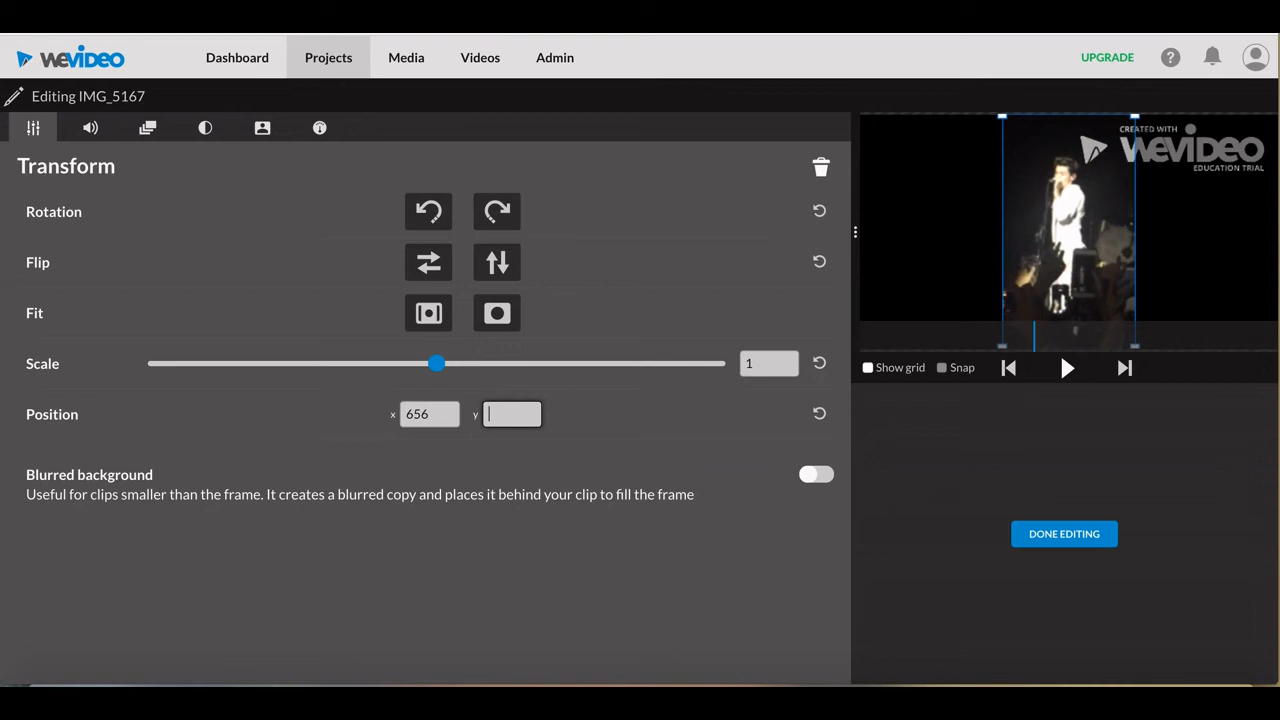 WEVIDEO Dashboard Projects Media Videos Admin UPGRADE ?
Editing IMG_5167
Transform
Rotation
Flip
Fit
Scale 1
Position x 656 y
Blurred background
Useful for clips smaller than the frame. It creates a blurred copy and places it behind your clip to fill the frame
CREATED WITH
WEVIDEO
EDUCATION TRIAL
Show grid Snap
DONE EDITING